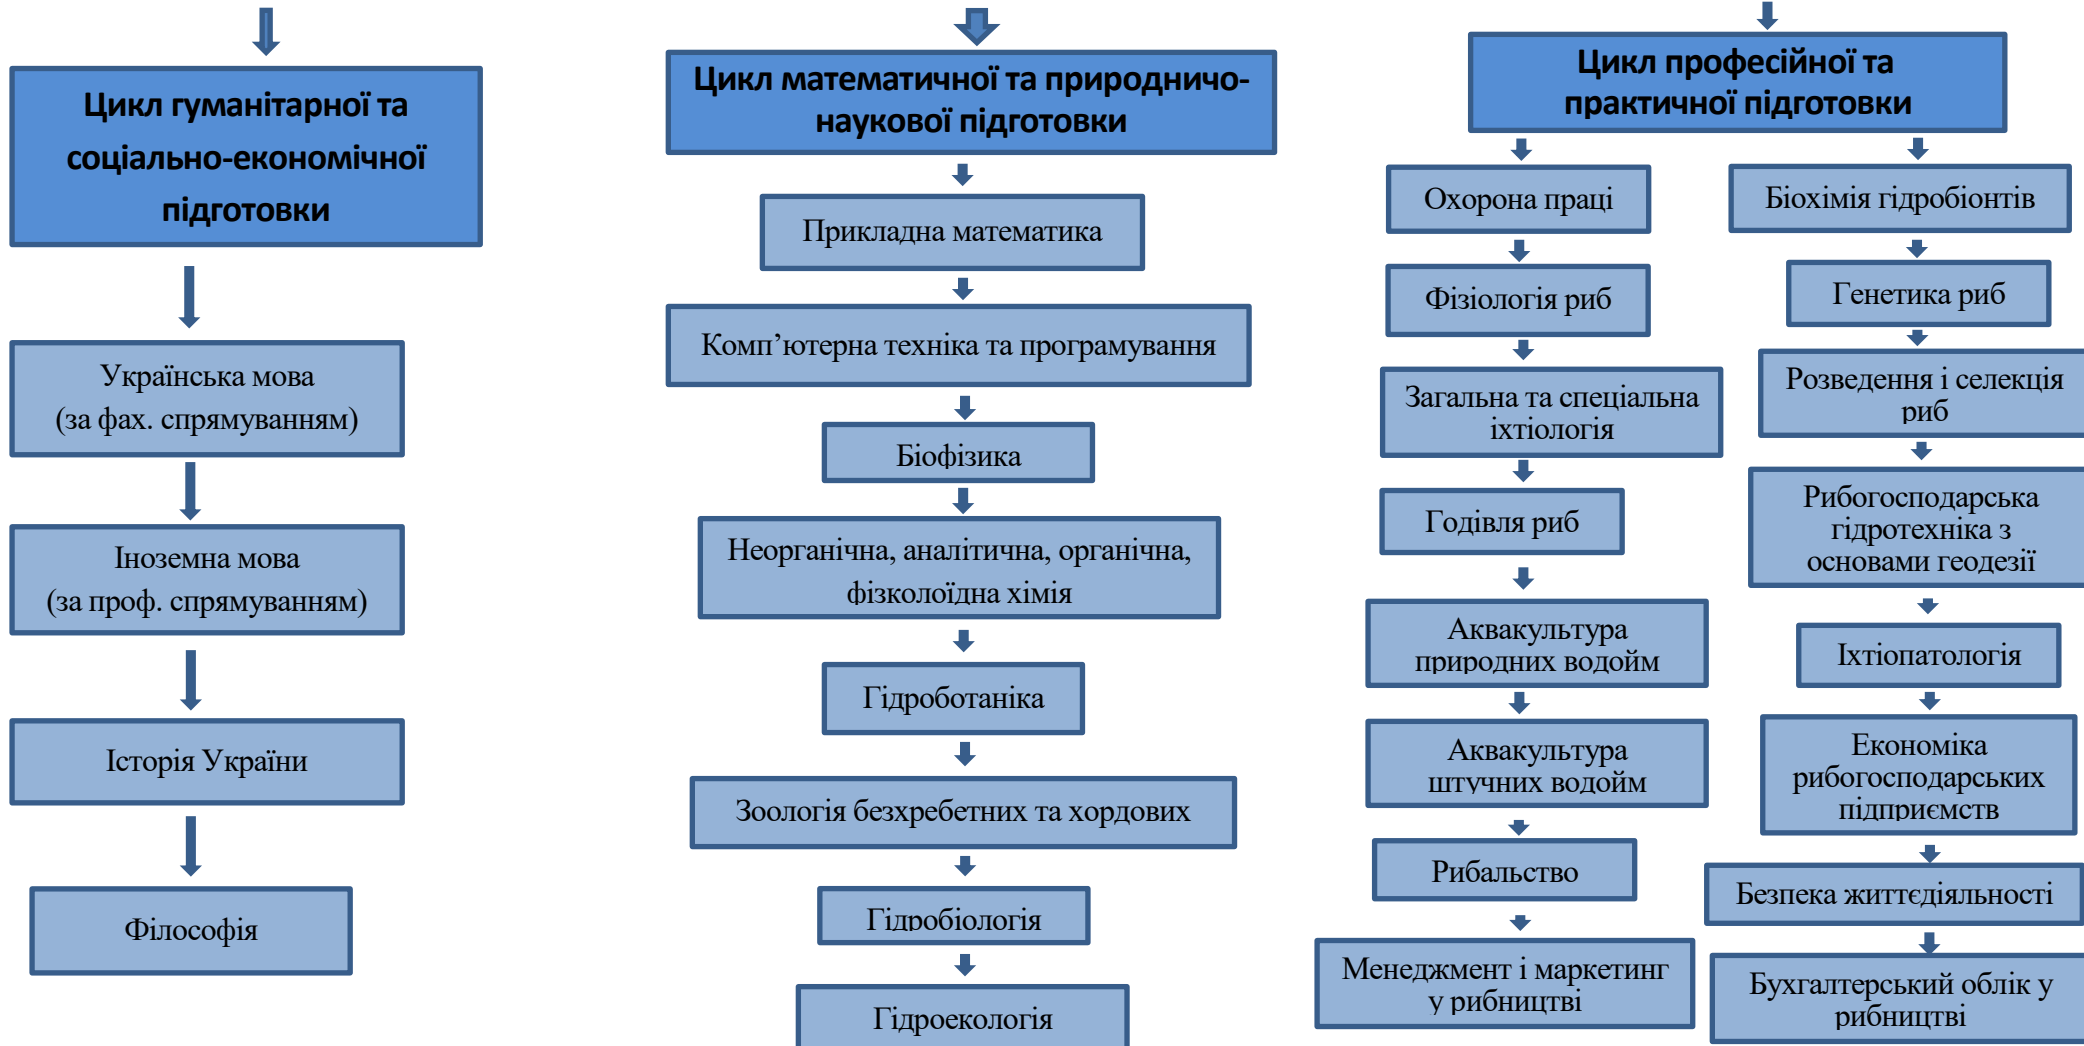 Цикл гуманітарної та
соціально-економічної
підготовки
Українська мова
(за фах. спрямуванням)
Іноземна мова
(за проф. спрямуванням)
Історія України
Філософія
Цикл математичної та природничо-
наукової підготовки
Прикладна математика
Комп’ютерна техніка та програмування
Біофізика
Неорганічна, аналітична, органічна,
фізколоїдна хімія
Гідроботаніка
Зоологія безхребетних та хордових
Гідробіологія
Гідроекологія
Цикл професійної та
практичної підготовки
Охорона праці
Фізіологія риб
Загальна та спеціальна
іхтіологія
Годівля риб
Аквакультура
природних водойм
Аквакультура
штучних водойм
Рибальство
Менеджмент і маркетинг
у рибництві
Біохімія гідробіонтів
Генетика риб
Розведення і селекція
риб
Рибогосподарська
гідротехніка з
основами геодезії
Іхтіопатологія
Економіка
рибогосподарських
підприємств
Безпека життєдіяльності
Бухгалтерський облік у
рибництві